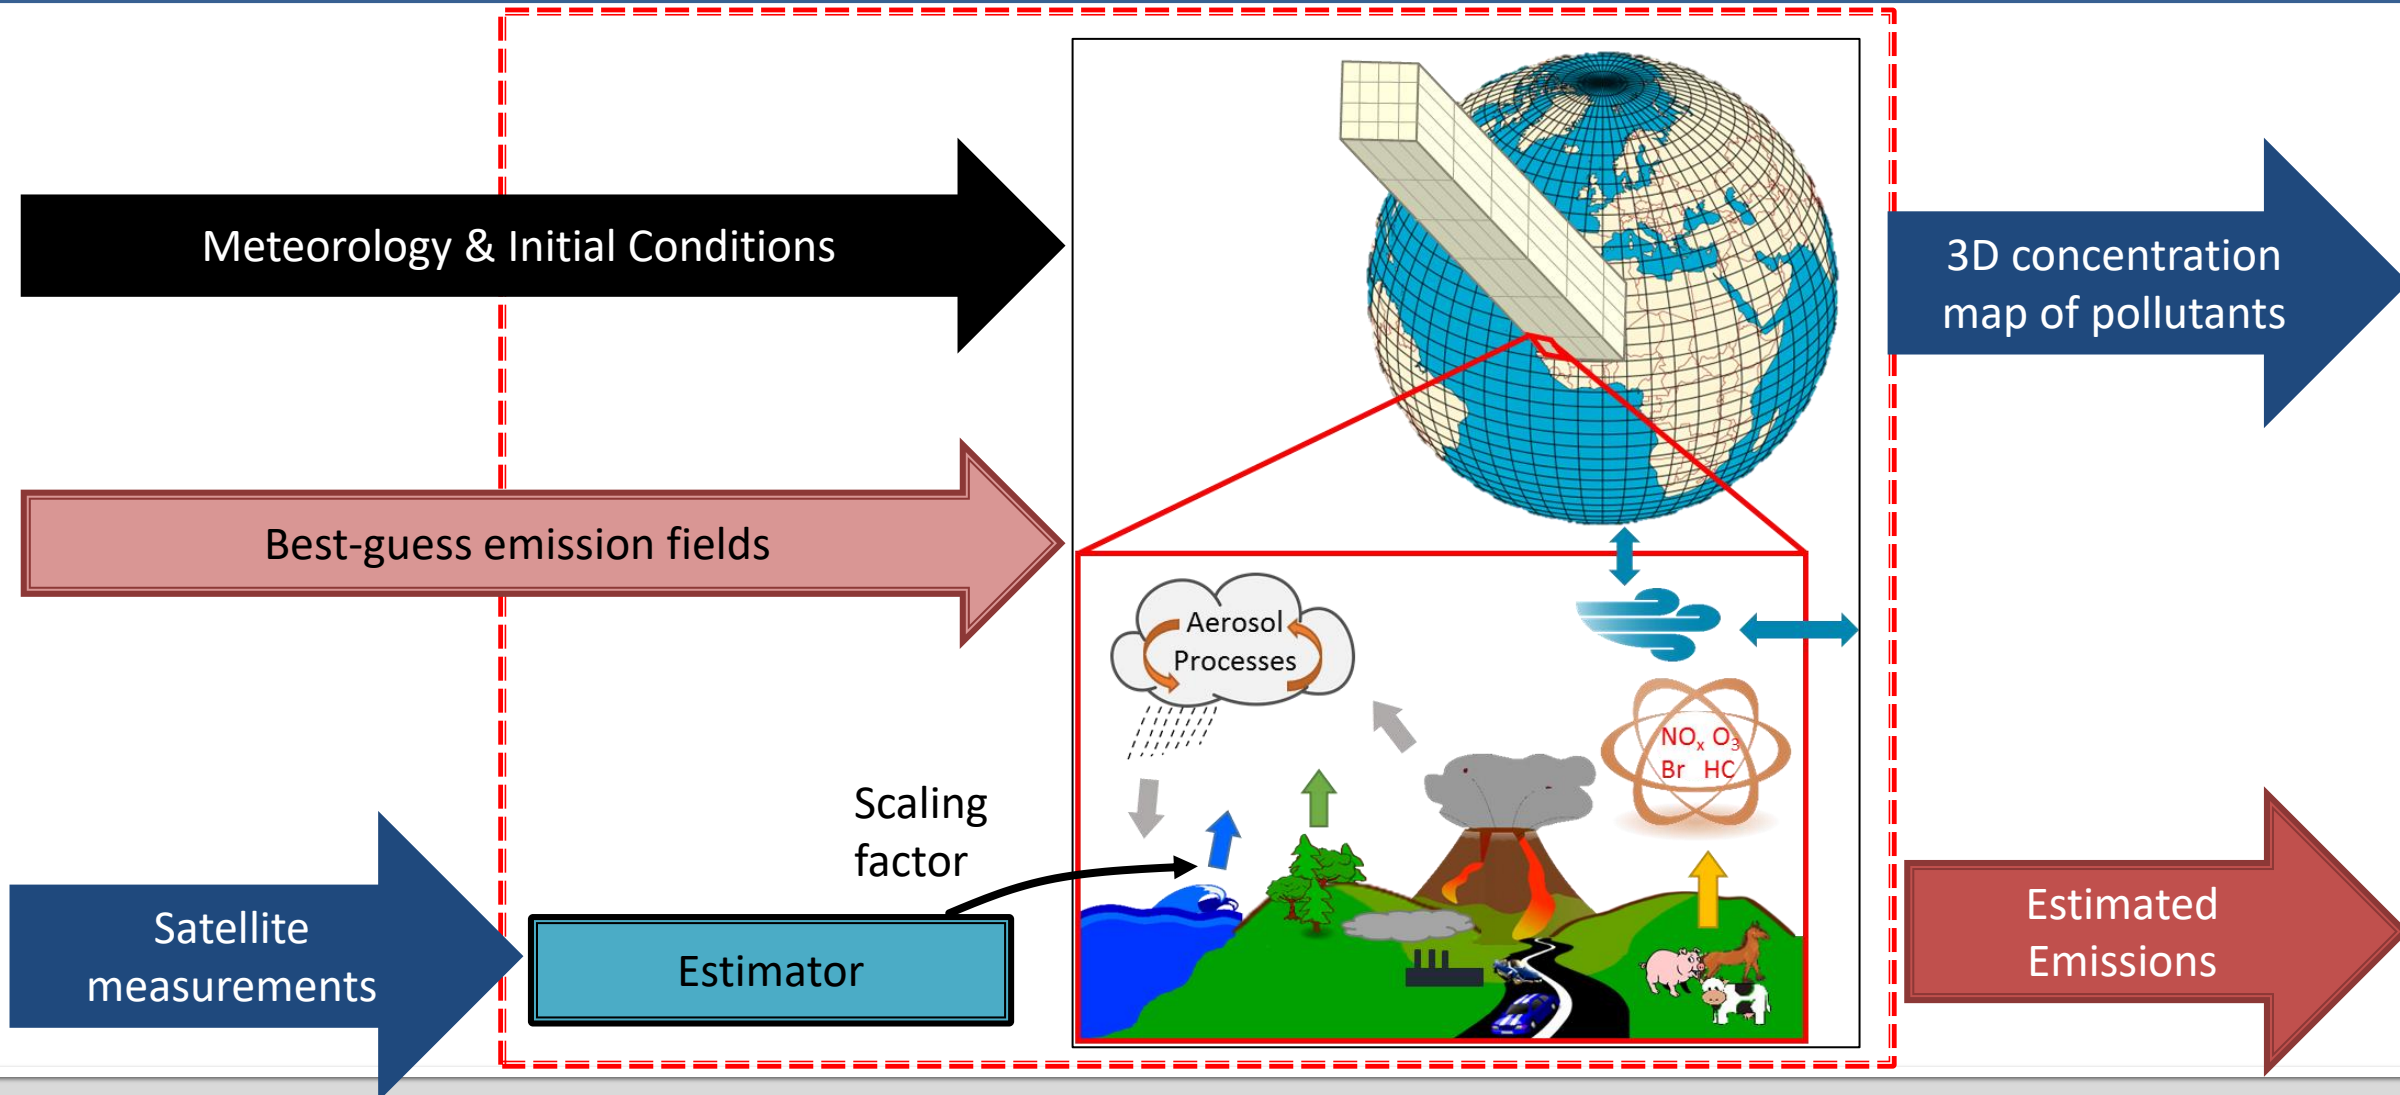 Meteorology & Initial Conditions
3D concentration
map of pollutants
Best-guess emission fields
Aerosol
Processes
NOₓ O₃
Br HC
Scaling
factor
Satellite
measurements
Estimator
Estimated
Emissions